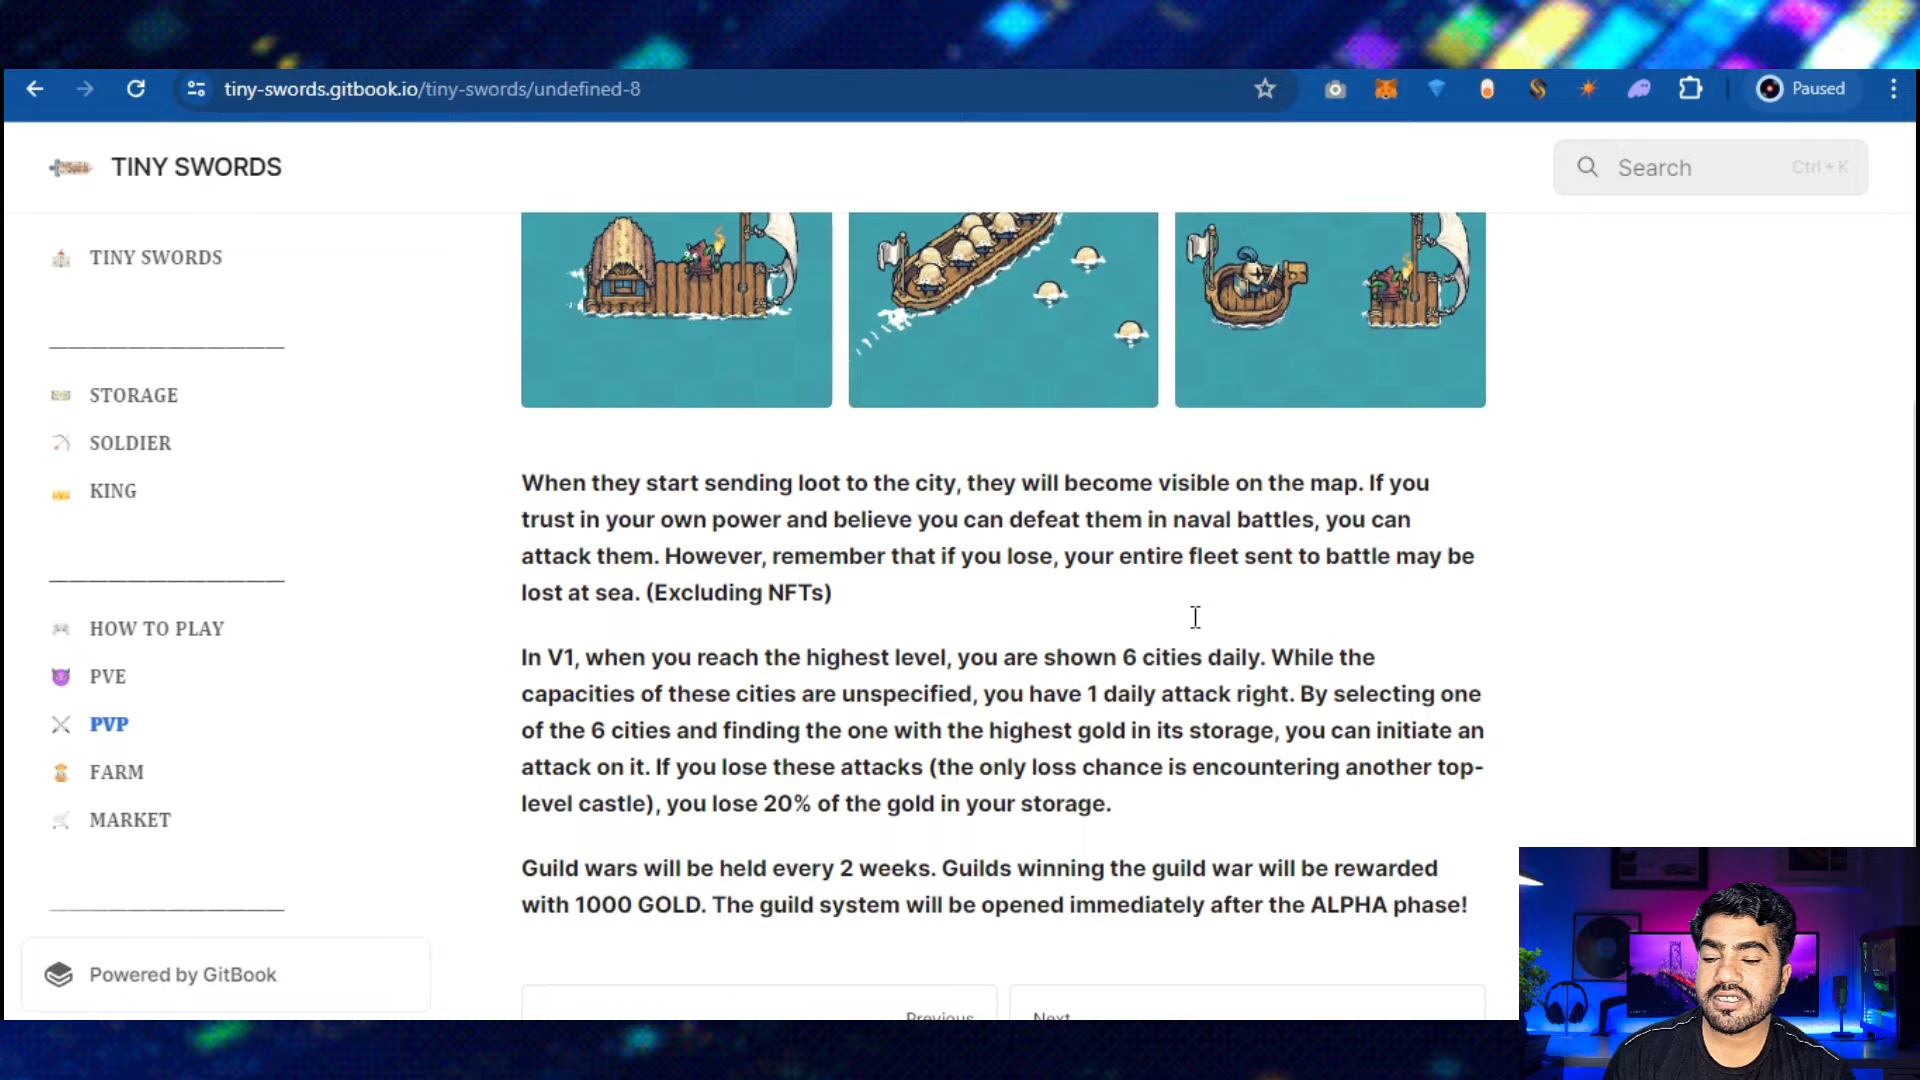 tiny-swords.gitbook.io/tiny-swords/undefined-8
Paused
TINY SWORDS
Search
Ctrl + K
TINY SWORDS
STORAGE
SOLDIER
KING
HOW TO PLAY
PVE
PVP
FARM
MARKET
Powered by GitBook
When they start sending loot to the city, they will become visible on the map. If you
trust in your own power and believe you can defeat them in naval battles, you can
attack them. However, remember that if you lose, your entire fleet sent to battle may be
lost at sea. (Excluding NFTs)
In V1, when you reach the highest level, you are shown 6 cities daily. While the
capacities of these cities are unspecified, you have 1 daily attack right. By selecting one
of the 6 cities and finding the one with the highest gold in its storage, you can initiate an
attack on it. If you lose these attacks (the only loss chance is encountering another top-
level castle), you lose 20% of the gold in your storage.
Guild wars will be held every 2 weeks. Guilds winning the guild war will be rewarded
with 1000 GOLD. The guild system will be opened immediately after the ALPHA phase!
Previous
Next